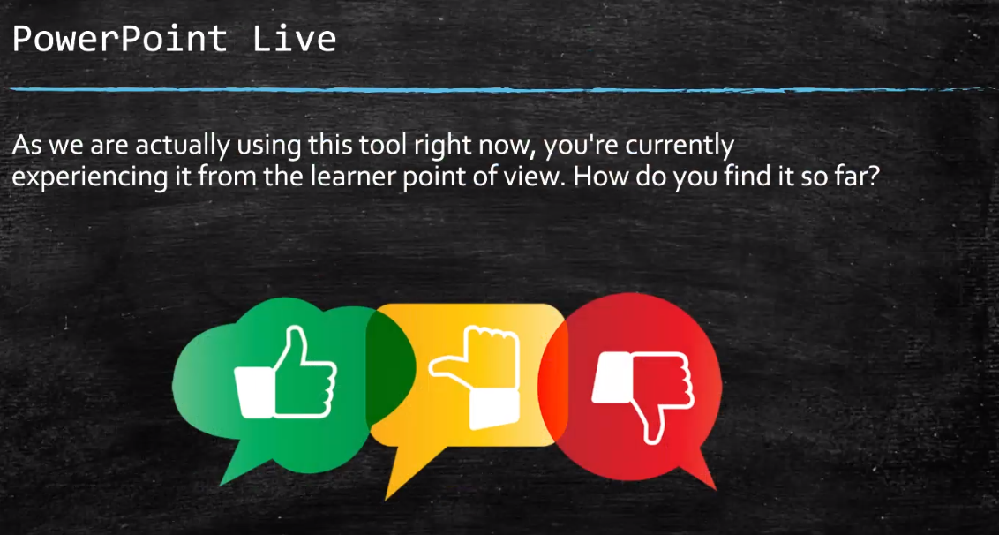 PowerPoint Live
As we are actually using this tool right now, you're currently
experiencing it from the learner point of view. How do you find it so far?